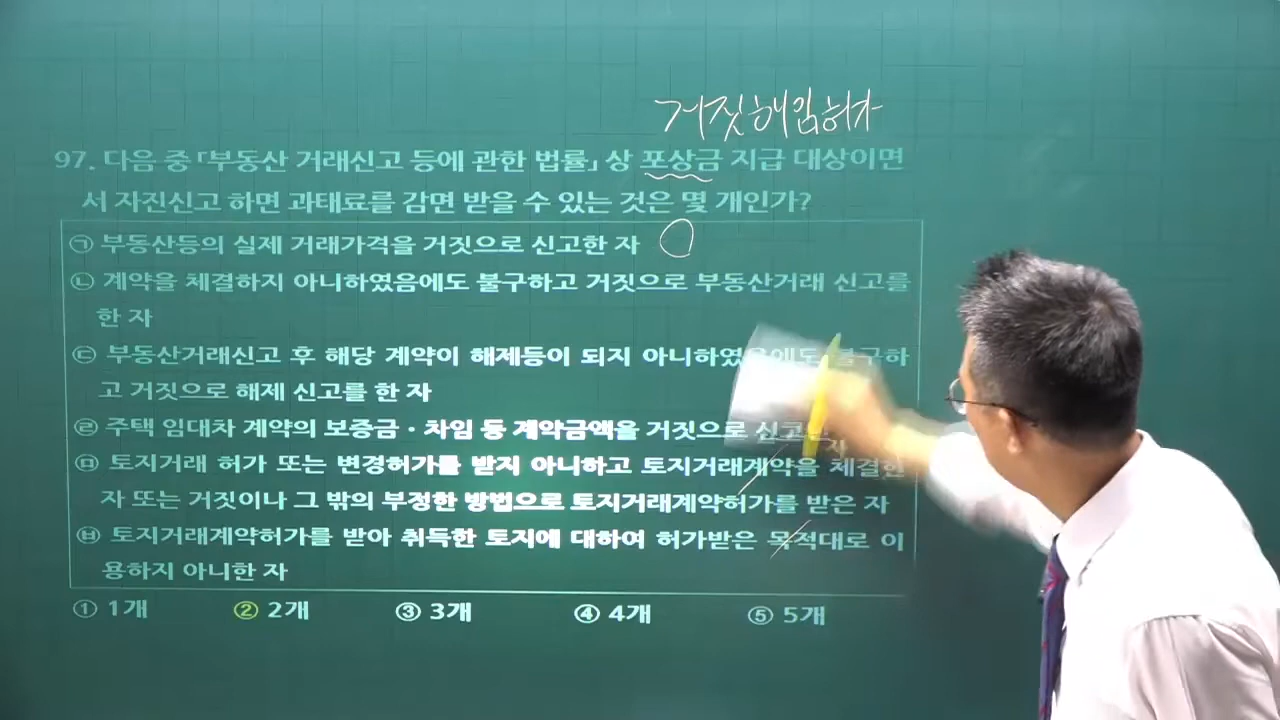 거짓해임허자
97. 다음 중 「부동산 거래신고 등에 관한 법률」 상 포상금 지급 대상이면
서 자진신고 하면 과태료를 감면 받을 수 있는 것은 몇 개인가?
㉠ 부동산등의 실제 거래가격을 거짓으로 신고한 자
㉡ 계약을 체결하지 아니하였음에도 불구하고 거짓으로 부동산거래 신고를
한 자
㉢ 부동산거래신고 후 해당 계약이 해제등이 되지 아니하였음에도 불구하
고 거짓으로 해제 신고를 한 자
㉣ 주택 임대차 계약의 보증금·차임 등 계약금액을 거짓으로 신고한 자
㉤ 토지거래 허가 또는 변경허가를 받지 아니하고 토지거래계약을 체결한
자 또는 거짓이나 그 밖의 부정한 방법으로 토지거래계약허가를 받은 자
㉥ 토지거래계약허가를 받아 취득한 토지에 대하여 허가받은 목적대로 이
용하지 아니한 자
① 1개 ② 2개 ③ 3개 ④ 4개 ⑤ 5개